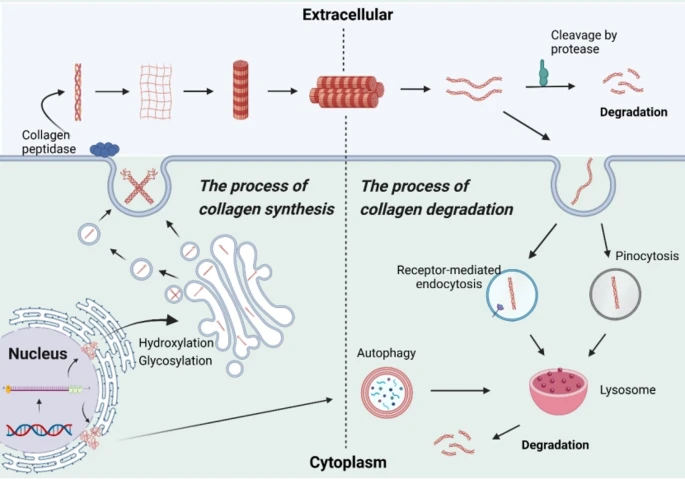 Extracellular
Cleavage by
protease
Degradation
Collagen
peptidase
The process of
collagen synthesis
The process of
collagen degradation
Receptor-mediated
endocytosis
Pinocytosis
Hydroxylation
Glycosylation
Nucleus
Autophagy
Lysosome
Degradation
Cytoplasm